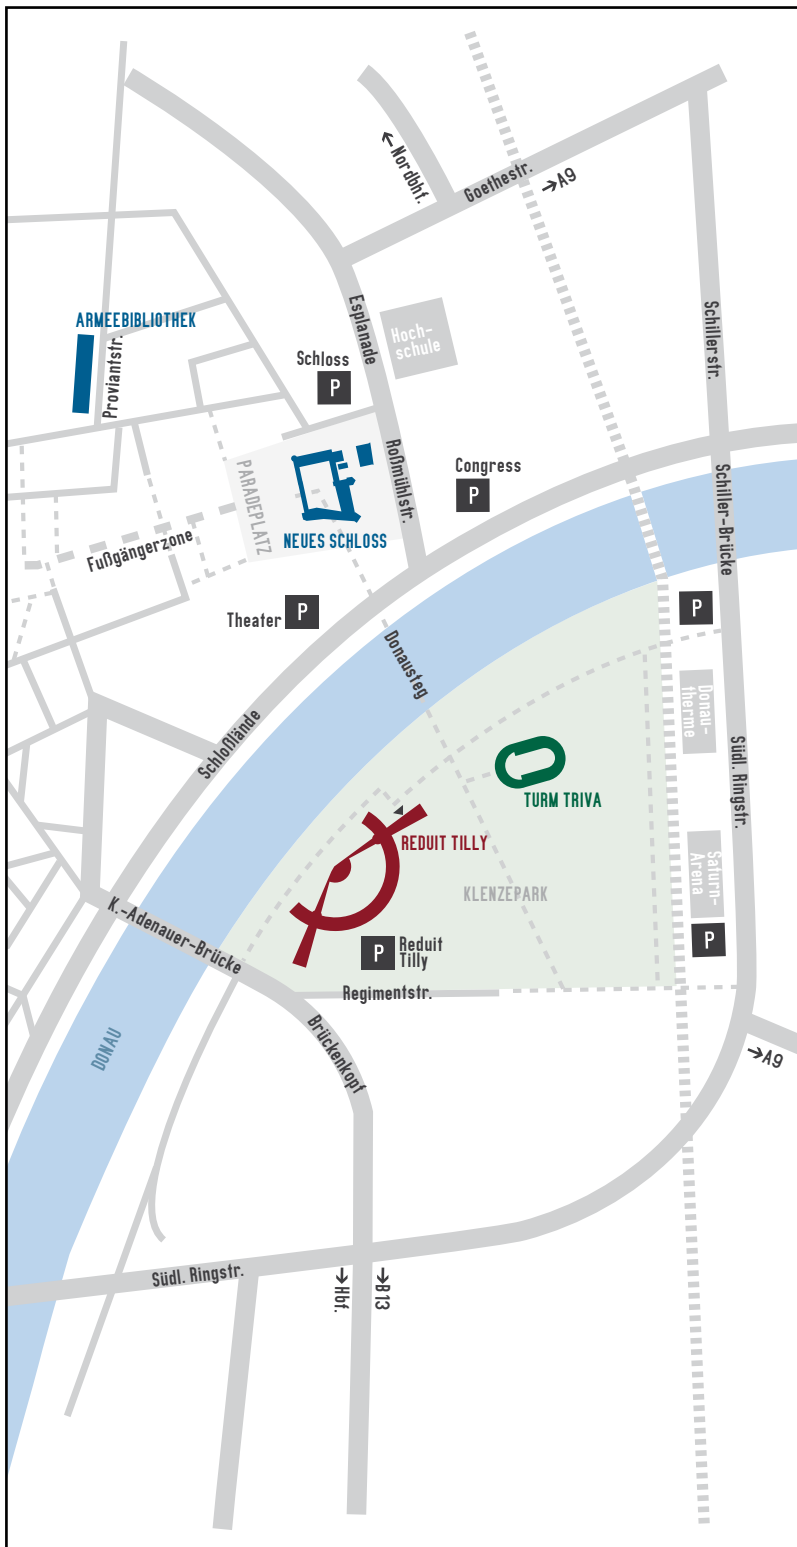 ← Nordbhf.
Goethestr.
→ A9
Esplanade
Hoch-
schule
Schillerstr.
ARMEEBIBLIOTHEK
Proviantstr.
Schloss
P
Roßmühlstr.
Congress
P
PARADEPLATZ
NEUES SCHLOSS
Schiller-Brücke
Fußgängerzone
Theater P
P
Donausteg
Donau-
therme
Schloßlände
Südl. Ringstr.
TURM TRIVA
REDUIT TILLY
Saturn-
Arena
KLENZEPARK
K.-Adenauer-Brücke
P Reduit
Tilly
P
Regimentstr.
DONAU
Brückenkopf
→ A9
Südl. Ringstr.
→ Hbf.
→ B13